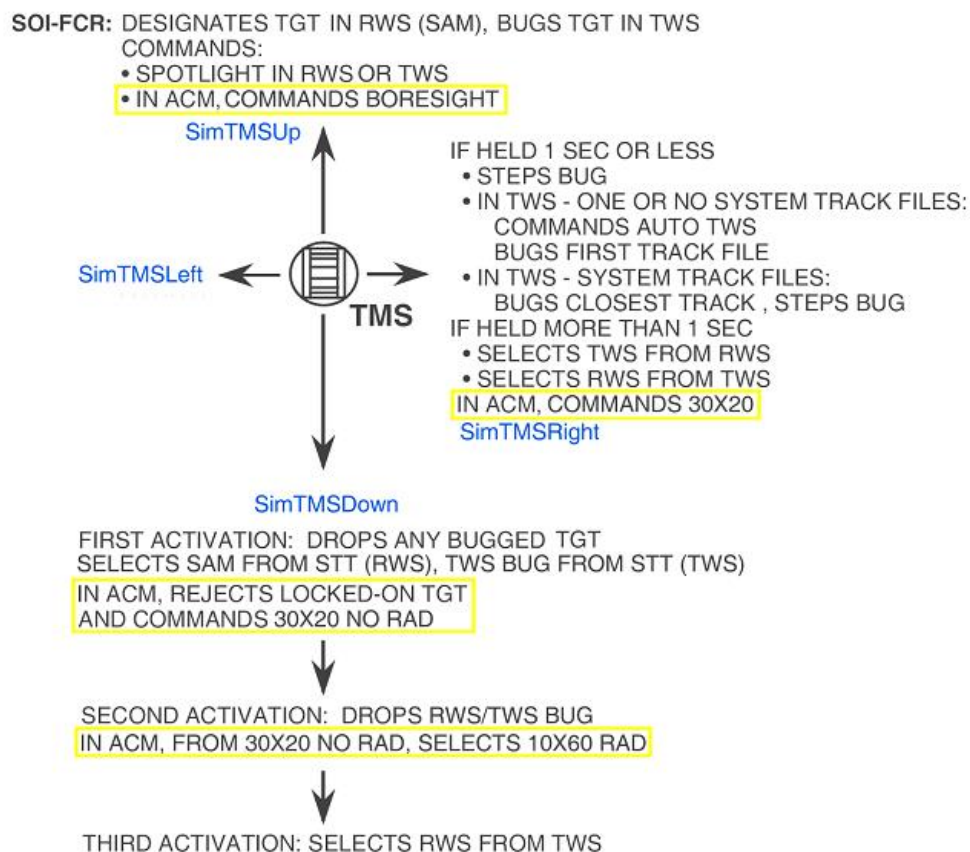 SOI-FCR: DESIGNATES TGT IN RWS (SAM), BUGS TGT IN TWS
COMMANDS:
• SPOTLIGHT IN RWS OR TWS
• IN ACM, COMMANDS BORESIGHT
SimTMSUp
IF HELD 1 SEC OR LESS
• STEPS BUG
• IN TWS - ONE OR NO SYSTEM TRACK FILES:
COMMANDS AUTO TWS
BUGS FIRST TRACK FILE
• IN TWS - SYSTEM TRACK FILES:
BUGS CLOSEST TRACK , STEPS BUG
IF HELD MORE THAN 1 SEC
• SELECTS TWS FROM RWS
• SELECTS RWS FROM TWS
IN ACM, COMMANDS 30X20
SimTMSRight
SimTMSLeft
TMS
SimTMSDown
FIRST ACTIVATION: DROPS ANY BUGGED TGT
SELECTS SAM FROM STT (RWS), TWS BUG FROM STT (TWS)
IN ACM, REJECTS LOCKED-ON TGT
AND COMMANDS 30X20 NO RAD
SECOND ACTIVATION: DROPS RWS/TWS BUG
IN ACM, FROM 30X20 NO RAD, SELECTS 10X60 RAD
THIRD ACTIVATION: SELECTS RWS FROM TWS